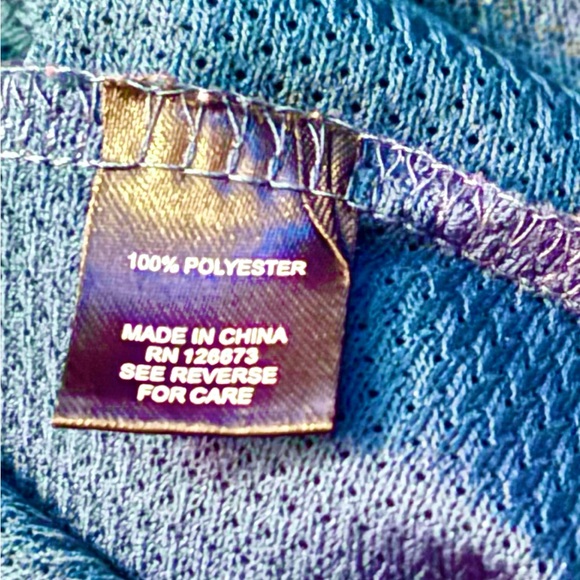 100% POLYESTER
MADE IN CHINA
RN 126673
SEE REVERSE
FOR CARE